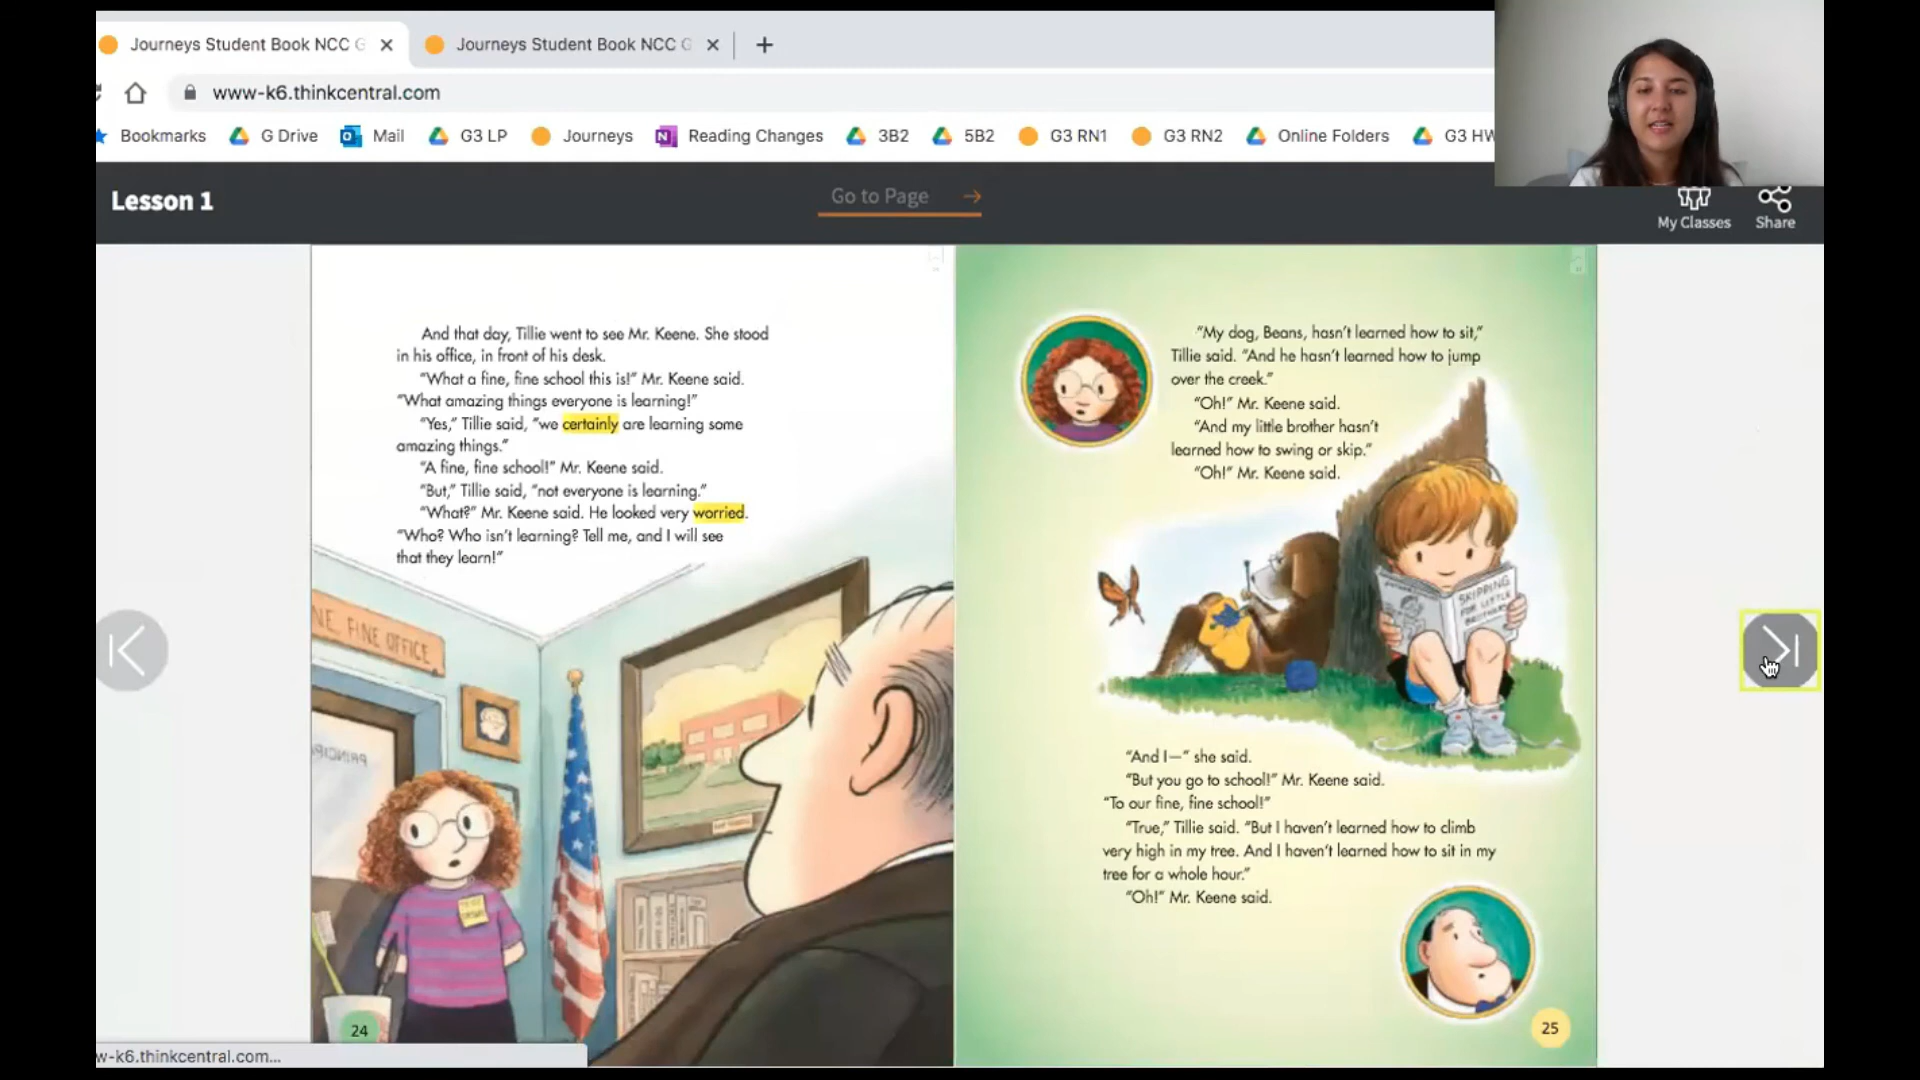 Journeys Student Book NCC G
Journeys Student Book NCC G
www-k6.thinkcentral.com
Bookmarks G Drive Mail G3 LP Journeys Reading Changes 3B2 5B2 G3 RN1 G3 RN2 Online Folders G3 HW
Lesson 1
Go to Page
My Classes
Share
And that day, Tillie went to see Mr. Keene. She stood
in his office, in front of his desk.
“What a fine, fine school this is!” Mr. Keene said.
“What amazing things everyone is learning!”
“Yes,” Tillie said, “we certainly are learning some
amazing things.”
“A fine, fine school!” Mr. Keene said.
“But,” Tillie said, “not everyone is learning.”
“What?” Mr. Keene said. He looked very worried.
“Who? Who isn’t learning? Tell me, and I will see
that they learn!”
NE, FINE OFFICE
PRINCIPA
24
“My dog, Beans, hasn’t learned how to sit,”
Tillie said. “And he hasn’t learned how to jump
over the creek.”
“Oh!” Mr. Keene said.
“And my little brother hasn’t
learned how to swing or skip.”
“Oh!” Mr. Keene said.
SKIPPING
FOR LITTLE
BROTHERS
“And I—” she said.
“But you go to school!” Mr. Keene said.
“To our fine, fine school!”
“True,” Tillie said. “But I haven’t learned how to climb
very high in my tree. And I haven’t learned how to sit in my
tree for a whole hour.”
“Oh!” Mr. Keene said.
25
w-k6.thinkcentral.com...